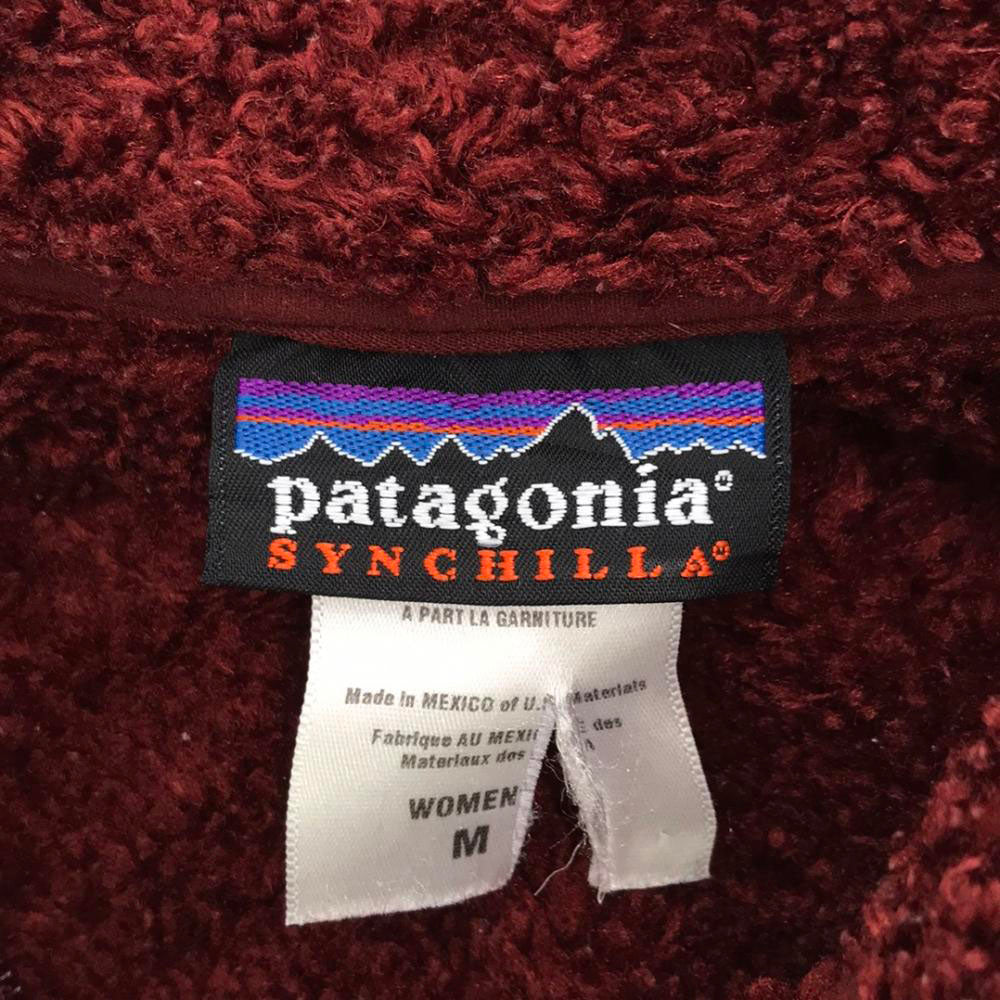 patagonia®
SYNCHILLA®
A PART LA GARNITURE
Made in MEXICO of U.S. Materials
Fabrique AU MEXI des
Materiaux des
WOMEN
M